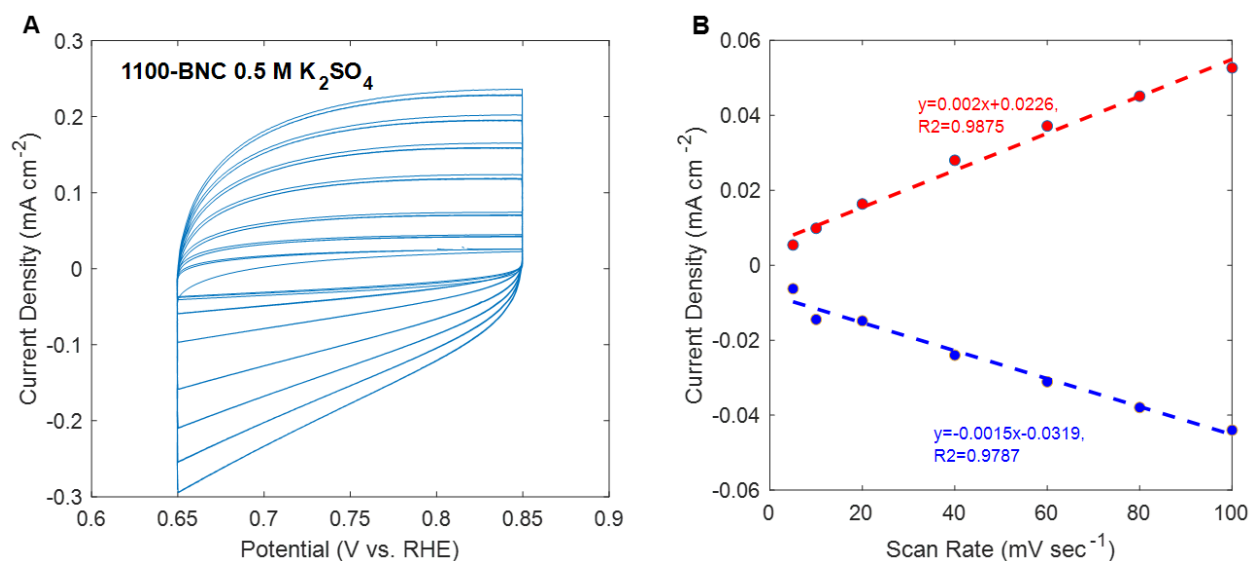 A
1100-BNC 0.5 M K2SO4
0.3
0.2
0.1
0
-0.1
-0.2
-0.3
0.6
0.65
0.7
0.75
0.8
0.85
0.9
Current Density (mA cm-2)
Potential (V vs. RHE)
B
y=0.002x+0.0226,
R2=0.9875
y=-0.0015x-0.0319,
R2=0.9787
0.06
0.04
0.02
0
-0.02
-0.04
-0.06
0
20
40
60
80
100
Current Density (mA cm-2)
Scan Rate (mV sec-1)